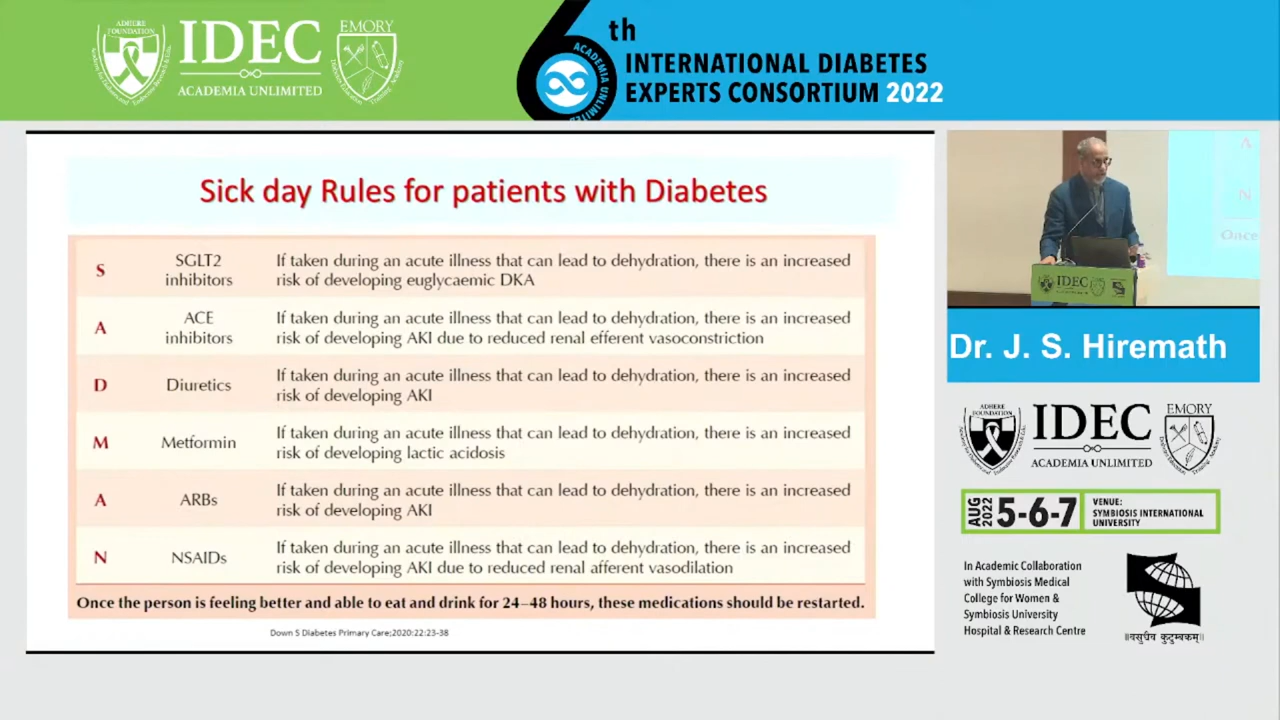 ADHERE
FOUNDATION
IDEC
ACADEMIA UNLIMITED
EMORY
6th
ACADEMIA UNLIMITED
INTERNATIONAL DIABETES
EXPERTS CONSORTIUM 2022
Sick day Rules for patients with Diabetes
S SGLT2 inhibitors If taken during an acute illness that can lead to dehydration, there is an increased
risk of developing euglycaemic DKA
A ACE inhibitors If taken during an acute illness that can lead to dehydration, there is an increased
risk of developing AKI due to reduced renal efferent vasoconstriction
D Diuretics If taken during an acute illness that can lead to dehydration, there is an increased
risk of developing AKI
M Metformin If taken during an acute illness that can lead to dehydration, there is an increased
risk of developing lactic acidosis
A ARBs If taken during an acute illness that can lead to dehydration, there is an increased
risk of developing AKI
N NSAIDs If taken during an acute illness that can lead to dehydration, there is an increased
risk of developing AKI due to reduced renal afferent vasodilation
Once the person is feeling better and able to eat and drink for 24–48 hours, these medications should be restarted.
Down S Diabetes Primary Care;2020:22:23-38
A
N
Once
IDEC
Dr. J. S. Hiremath
ADHERE
FOUNDATION
IDEC
ACADEMIA UNLIMITED
EMORY
AUG 2022 5-6-7
VENUE:
SYMBIOSIS INTERNATIONAL
UNIVERSITY
In Academic Collaboration
with Symbiosis Medical
College for Women &
Symbiosis University
Hospital & Research Centre
॥वसुधैव कुटुम्बकम्॥